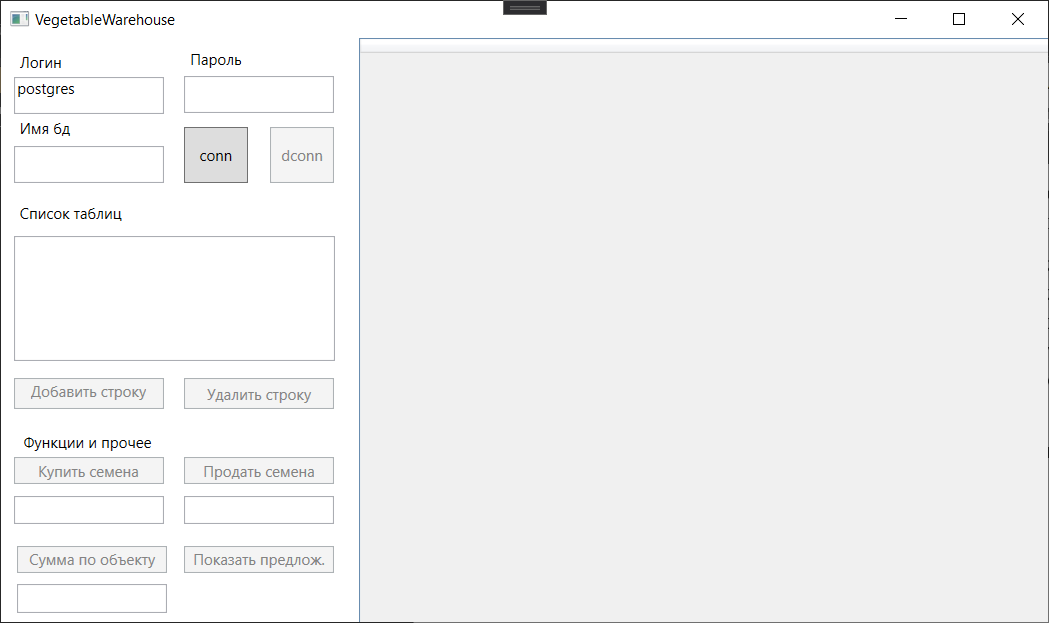 VegetableWarehouse
Логин
Пароль
postgres
Имя бд
conn
dconn
Список таблиц
Добавить строку
Удалить строку
Функции и прочее
Купить семена
Продать семена
Сумма по объекту
Показать предлож.